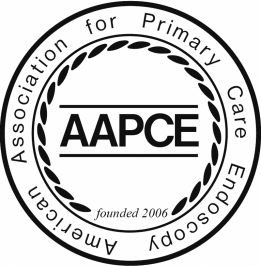 American Association for Primary Care Endoscopy
AAPCE
founded 2006